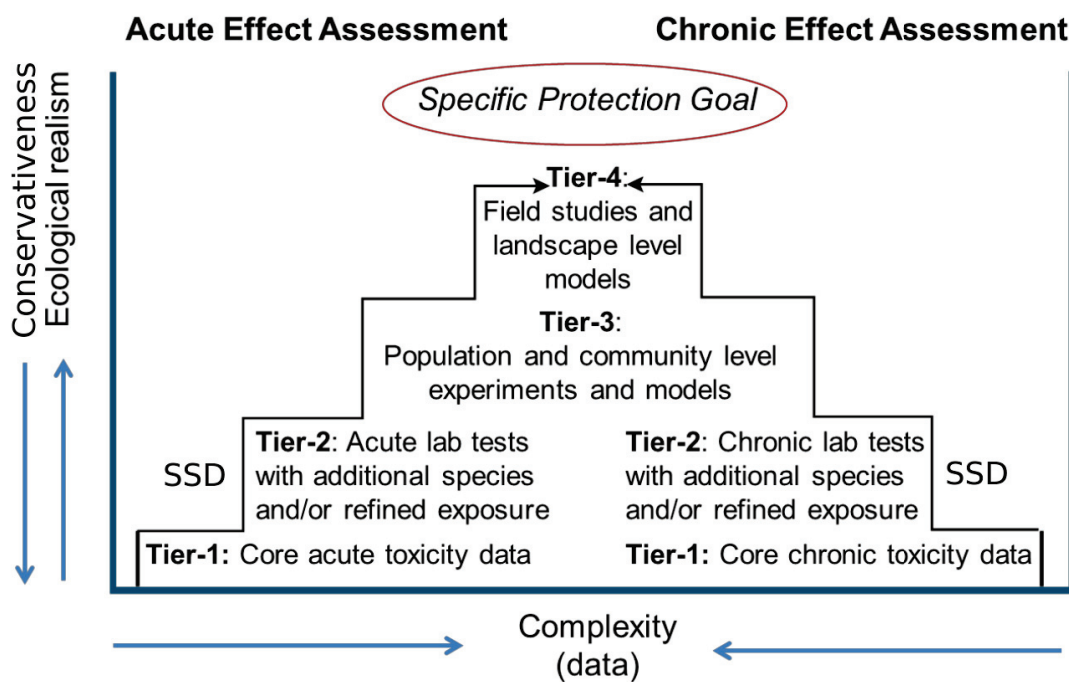 Acute Effect Assessment
Chronic Effect Assessment
Conservativeness
Ecological realism
Specific Protection Goal
Tier-4:
Field studies and
landscape level
models
Tier-3:
Population and community level
experiments and models
SSD
Tier-2: Acute lab tests
with additional species
and/or refined exposure
Tier-2: Chronic lab tests
with additional species
and/or refined exposure
SSD
Tier-1: Core acute toxicity data
Tier-1: Core chronic toxicity data
Complexity
(data)